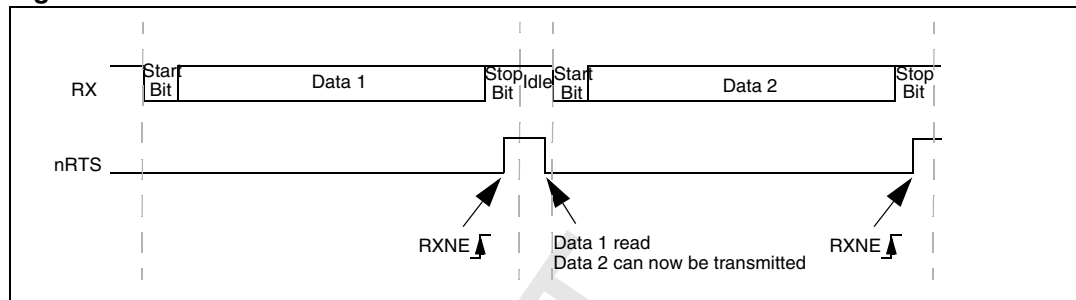 RX
Start
Bit
Data 1
Stop
Bit
Idle
Start
Bit
Data 2
Stop
Bit
nRTS
RXNE
Data 1 read
Data 2 can now be transmitted
RXNE